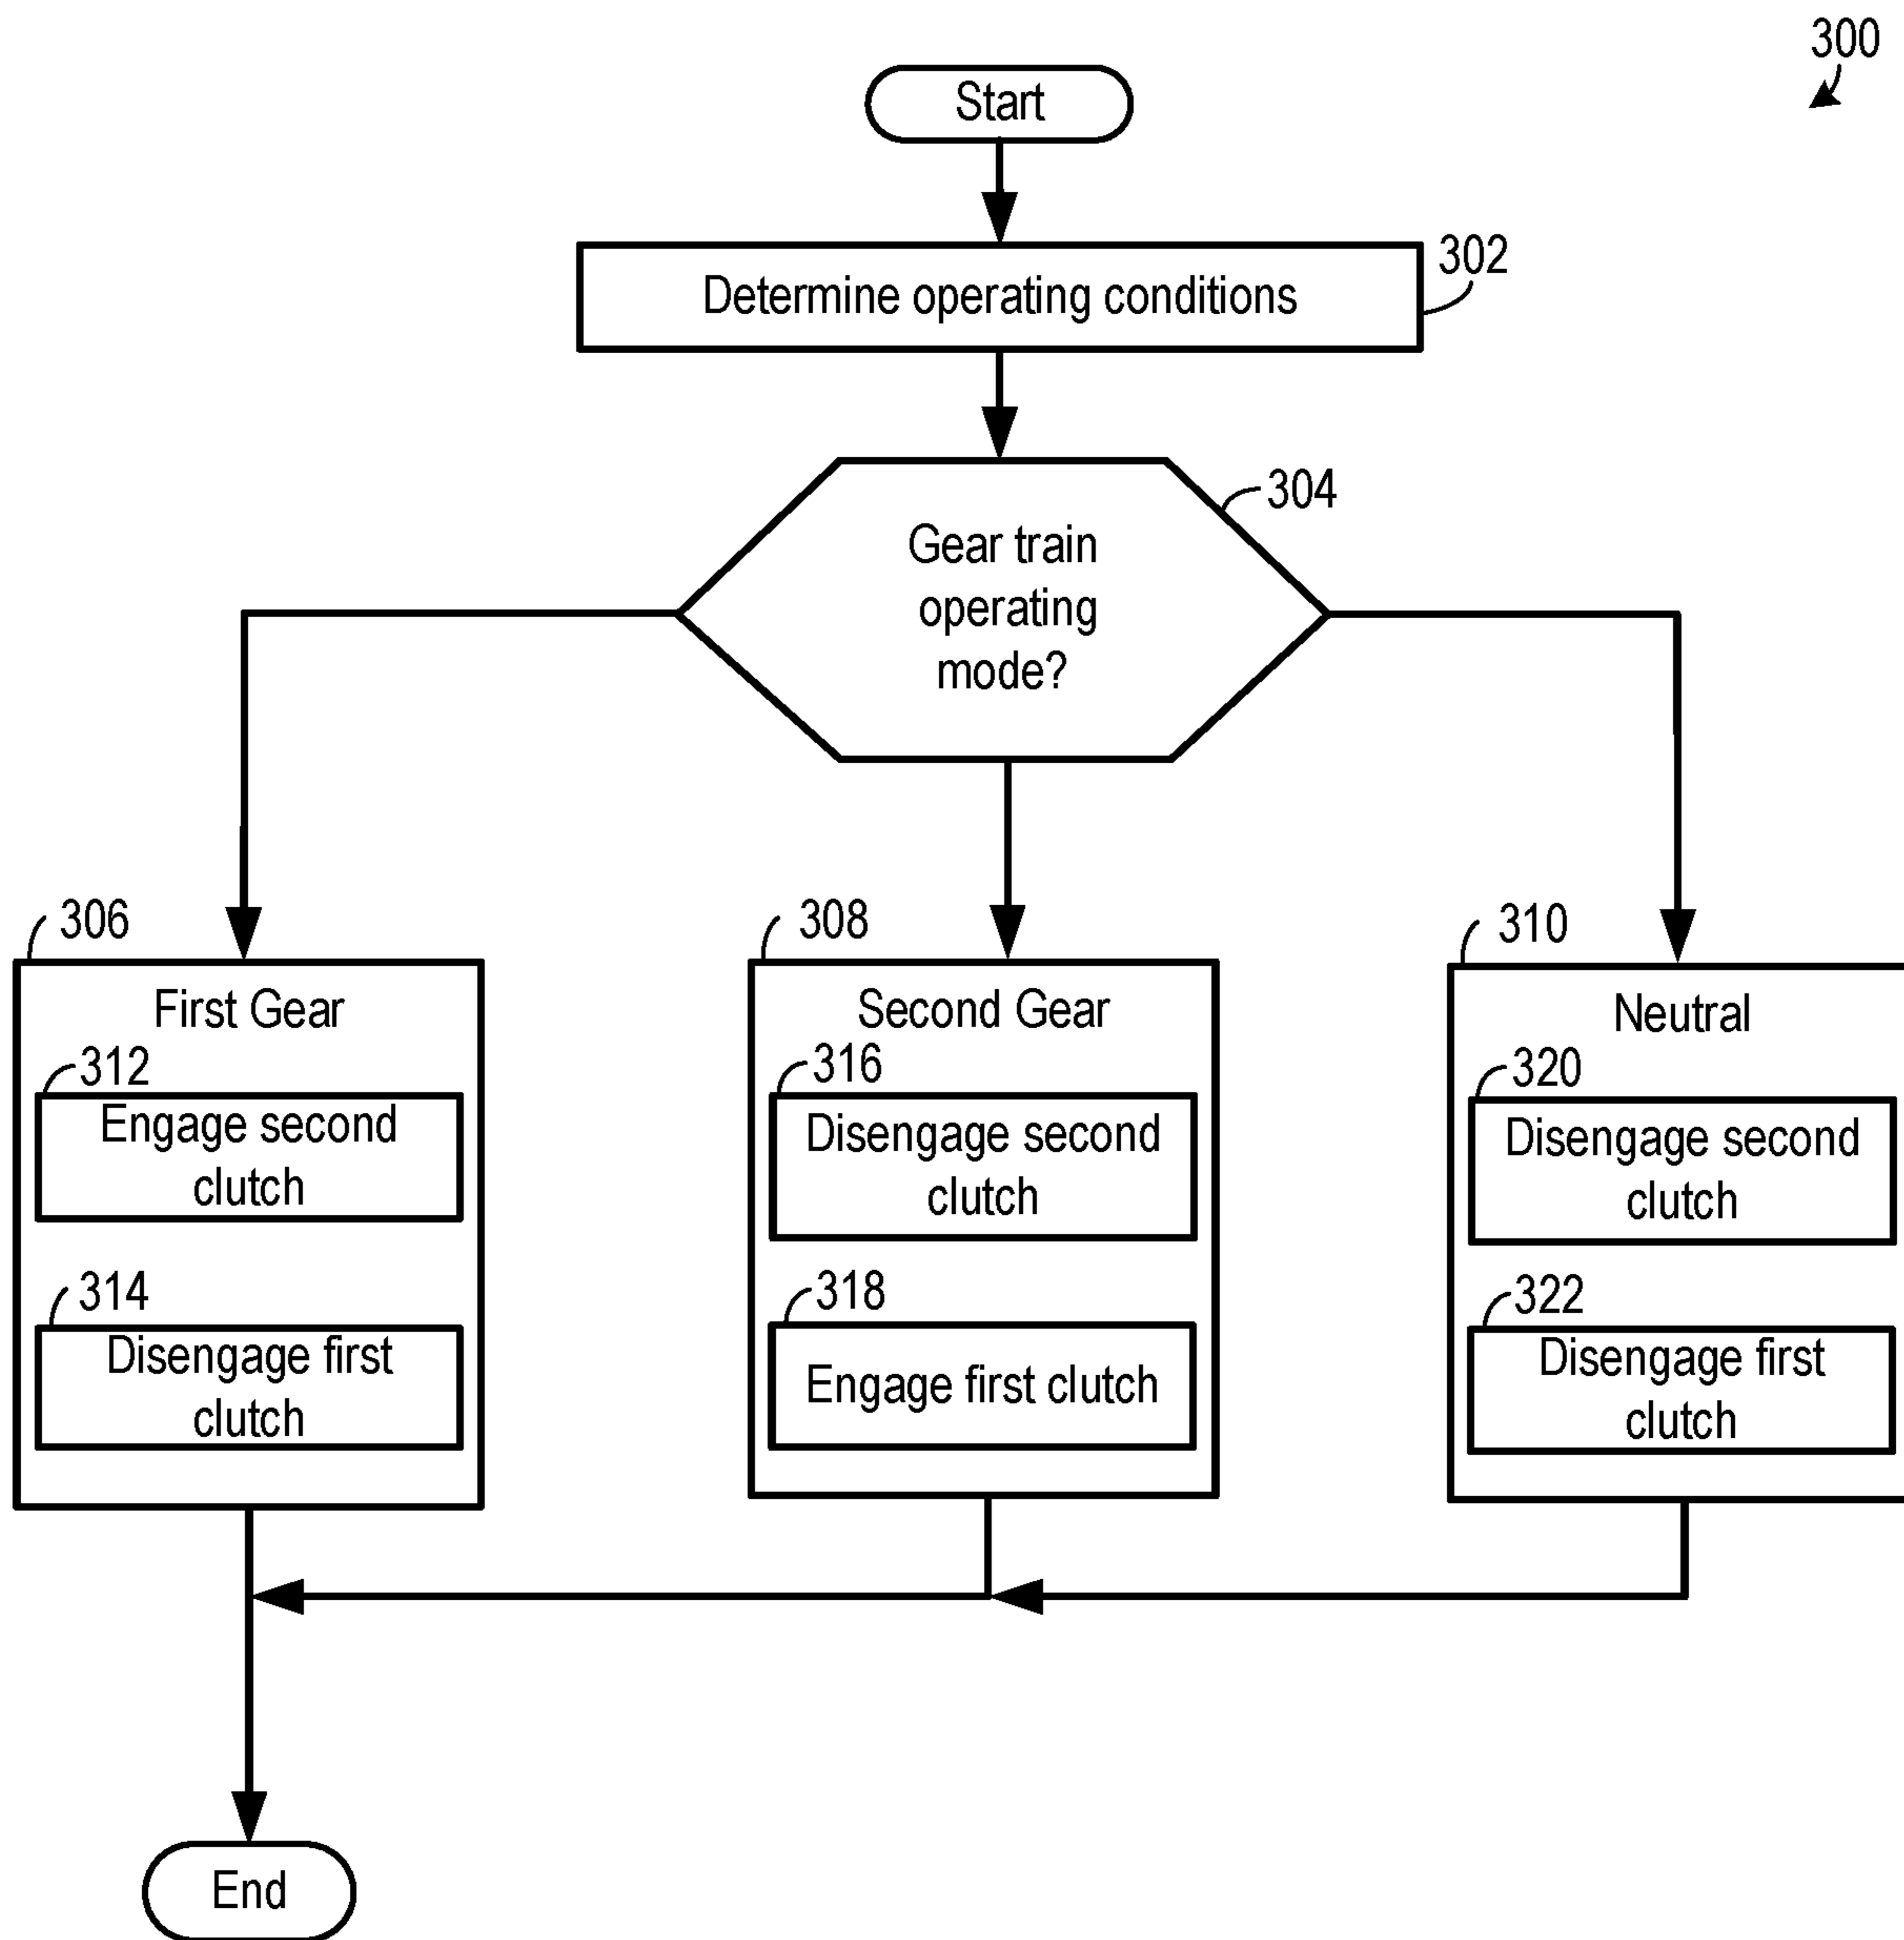 300
Start
302
Determine operating conditions
304
Gear train
operating
mode?
306
First Gear
312
Engage second
clutch
314
Disengage first
clutch
308
Second Gear
316
Disengage second
clutch
318
Engage first clutch
310
Neutral
320
Disengage second
clutch
322
Disengage first
clutch
End